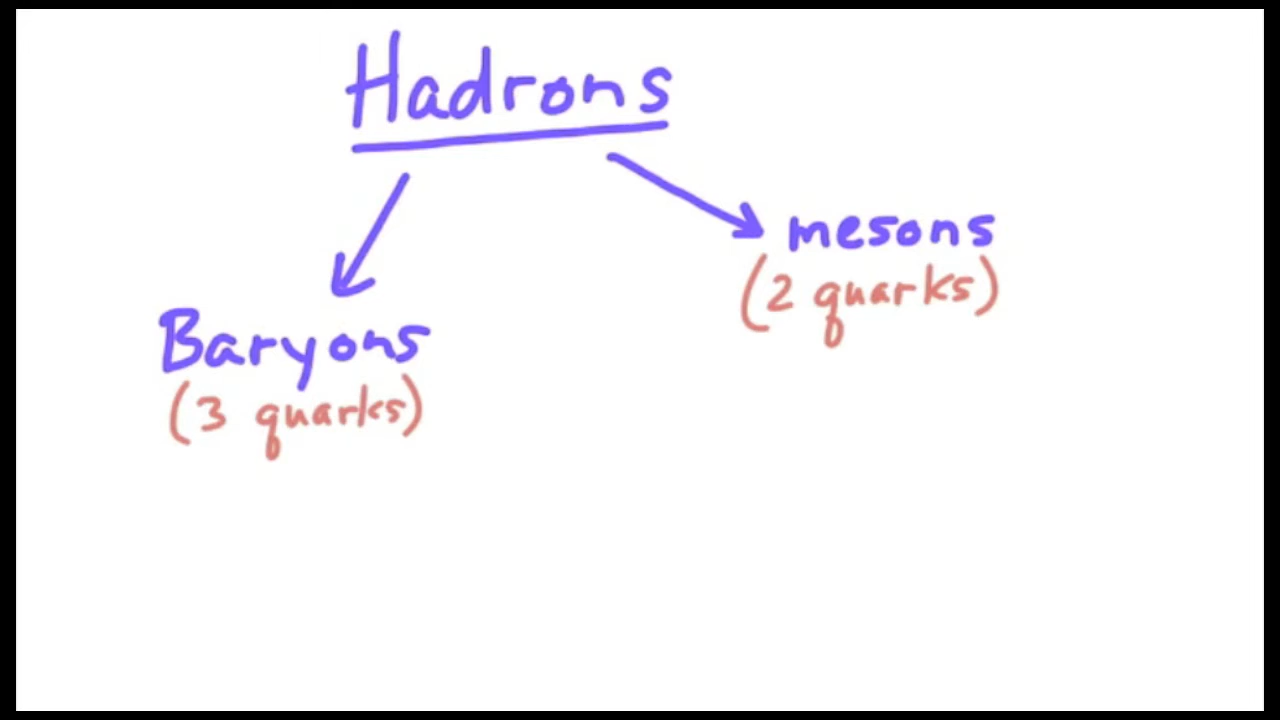 Hadrons
mesons
(2 quarks)
Baryons
(3 quarks)